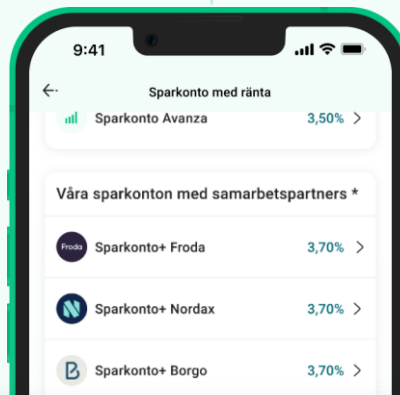 9:41
Sparkonto med ränta
Sparkonto Avanza 3,50%
Våra sparkonton med samarbetspartners *
Froda Sparkonto+ Froda 3,70%
Sparkonto+ Nordax 3,70%
Sparkonto+ Borgo 3,70%